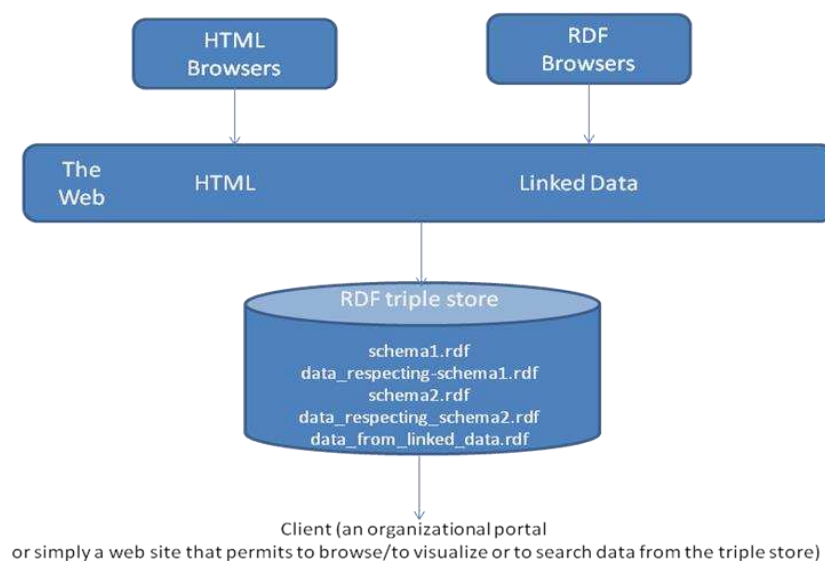 HTML
Browsers
RDF
Browsers
The
Web
HTML
Linked Data
RDF triple store
schema1.rdf
data_respecting-schema1.rdf
schema2.rdf
data_respecting_schema2.rdf
data_from_linked_data.rdf
Client (an organizational portal
or simply a web site that permits to browse/to visualize or to search data from the triple store)